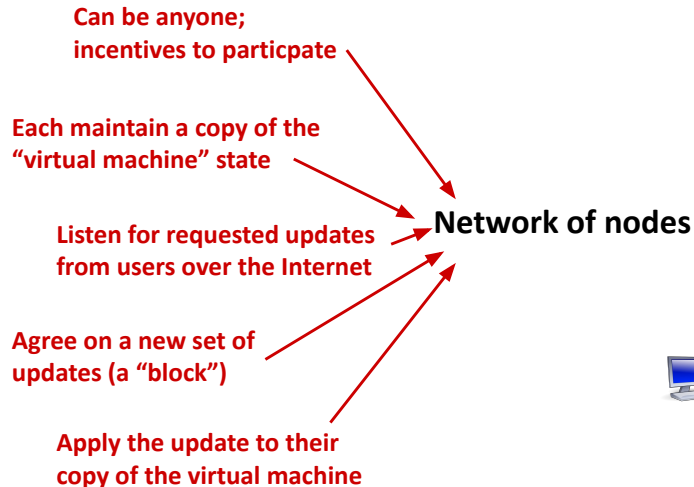 Can be anyone;
incentives to particpate
Each maintain a copy of the
“virtual machine” state
Network of nodes
Listen for requested updates
from users over the Internet
Agree on a new set of
updates (a “block”)
Apply the update to their
copy of the virtual machine